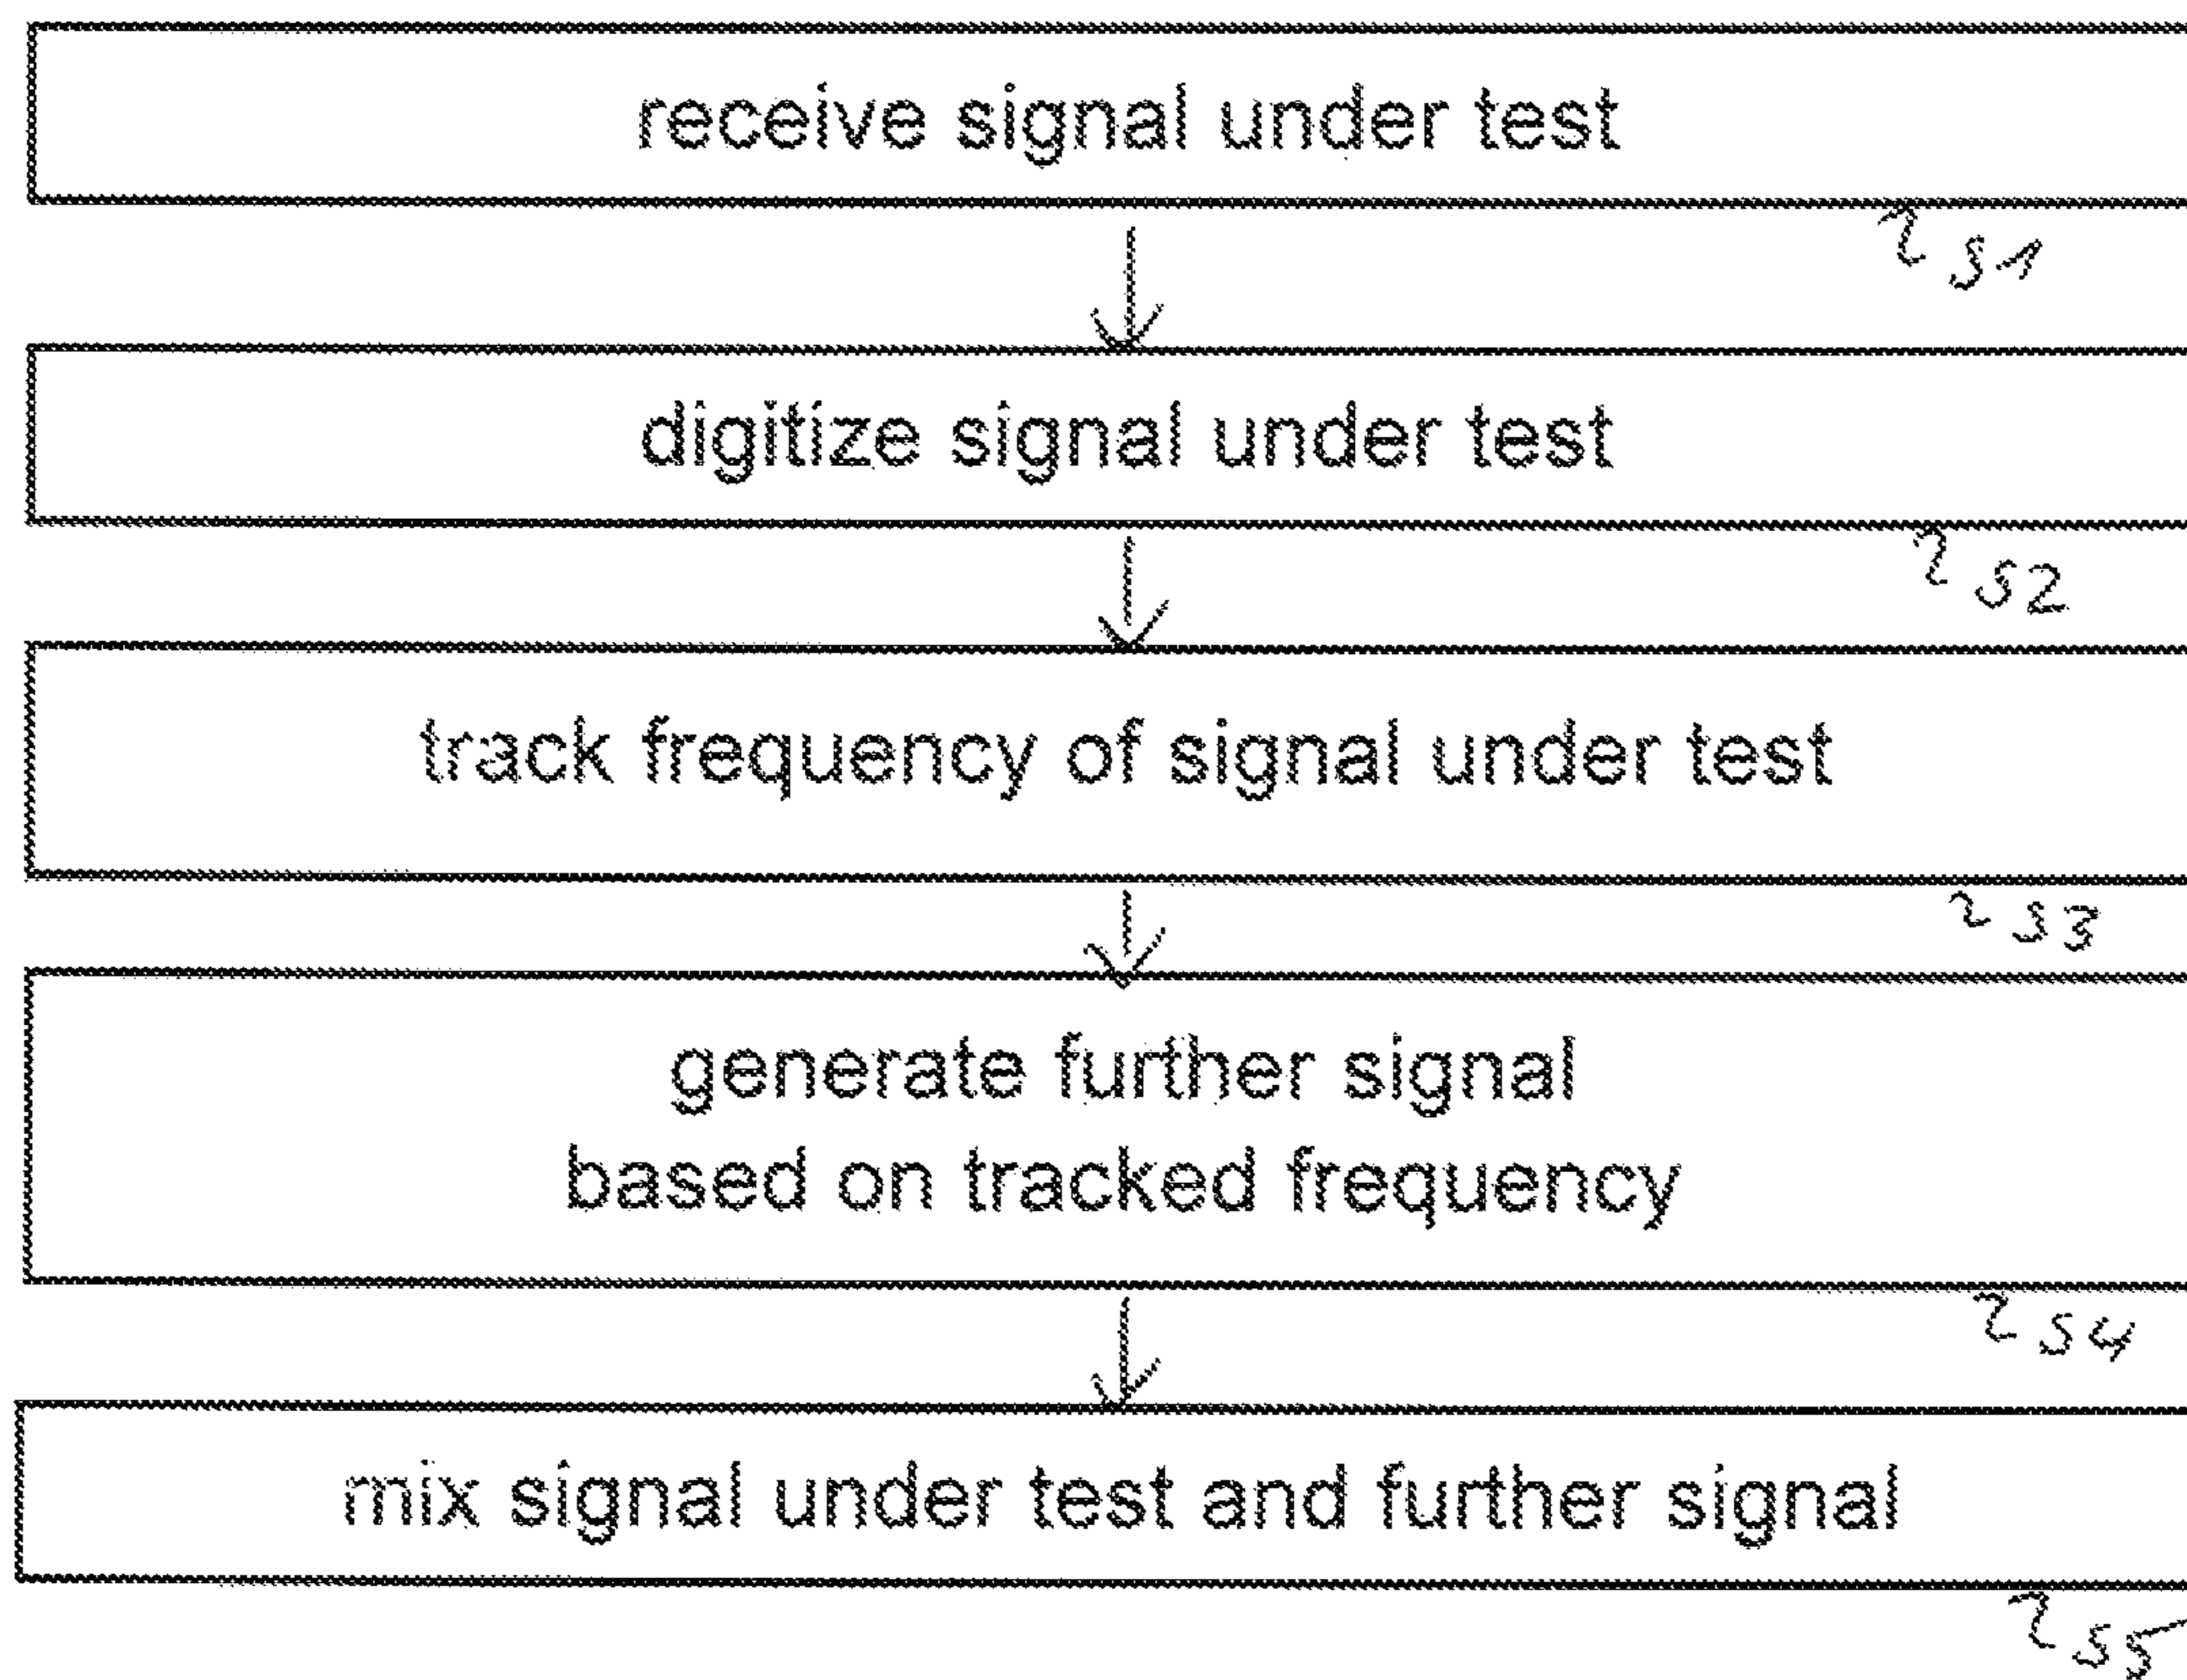 receive signal under test
S1
digitize signal under test
S2
track frequency of signal under test
S3
generate further signal
based on tracked frequency
S4
mix signal under test and further signal
S5